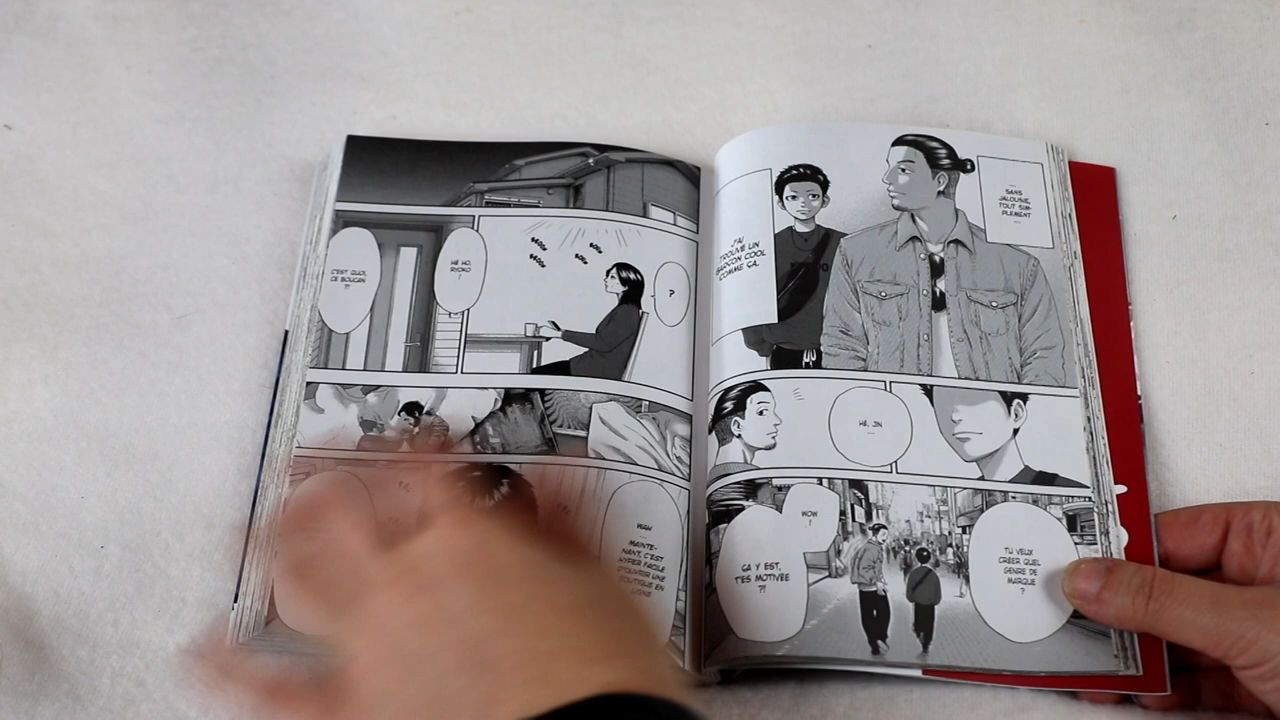 ...
SANS
JALOUSIE,
TOUT SIM-
PLEMENT
...
J'AI
TROUVÉ UN
GARÇON COOL
COMME ÇA.
HÉ, JIN
...
TU VEUX
CRÉER QUEL
GENRE DE
MARQUE
?
WOW
!
ÇA Y EST,
T'ES MOTIVÉE
?!
?
HÉ HO,
RYOKO
!
C'EST QUOI,
CE BOUCAN
?!
WAH
...
MAINTE-
NANT, C'EST
HYPER FACILE
D'OUVRIR UNE
BOUTIQUE EN
LIGNE